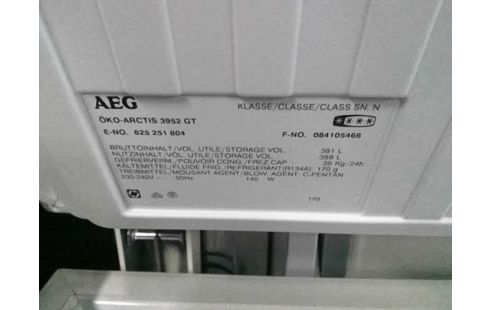 AEG
KLASSE/CLASSE/CLASS SN, N
ÖKO-ARCTIS 3952 GT
E-NO. 625 251 804 F-NO. 084105466
BRUTTOINHALT/VOL. UTILE/STORAGE VOL. : 381 L
NUTZINHALT/VOL. UTILE/STORAGE VOL. : 359 L
GEFRIERVERM./POUVOIR CONG./FREEZ CAP. : 39 Kg/24h
KÄLTEMITTEL/FLUIDE FRIG./REFRIGERANT(R134A) 170 g
TREIBMITTEL/MOUSANT AGENT/BLOW. AGENT: C-PENTAN
230-240V ~ 50Hz 140 W
170